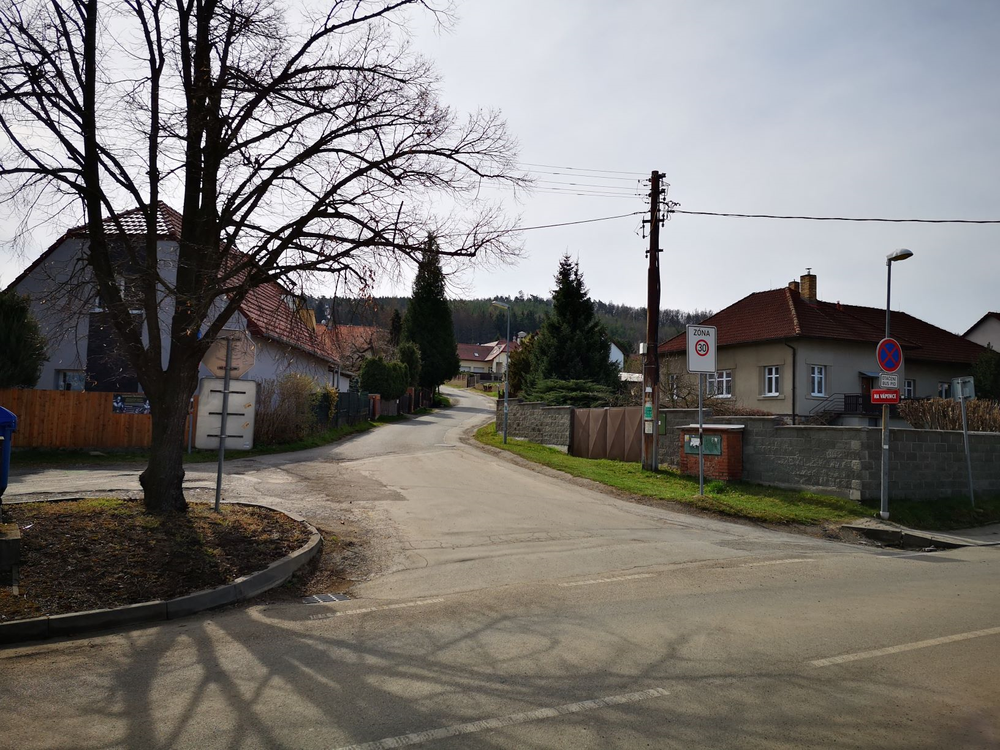 ZÓNA
30
OTÁČENÍ
BUS PID
NA VÁPENCE